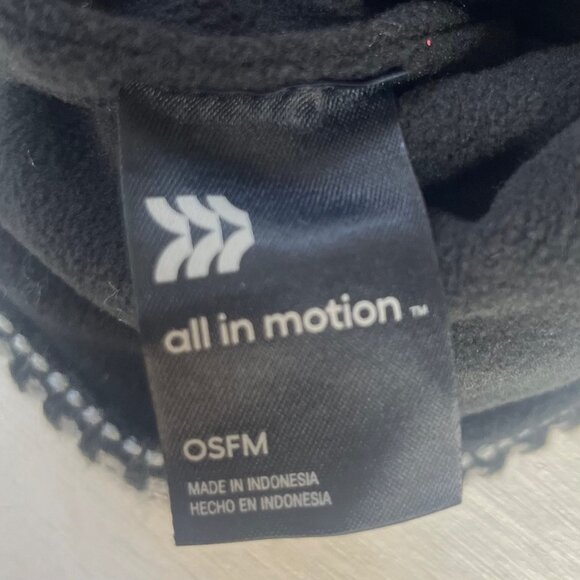 all in motion™
OSFM
MADE IN INDONESIA
HECHO EN INDONESIA